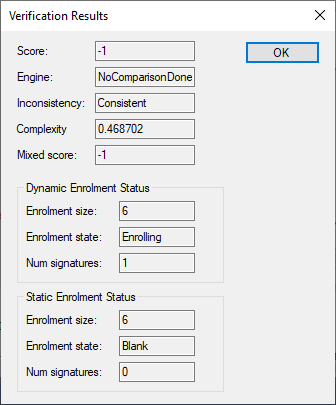 Verification Results
Score: -1 OK
Engine: NoComparisonDone
Inconsistency: Consistent
Complexity 0.468702
Mixed score: -1
Dynamic Enrolment Status
Enrolment size: 6
Enrolment state: Enrolling
Num signatures: 1
Static Enrolment Status
Enrolment size: 6
Enrolment state: Blank
Num signatures: 0